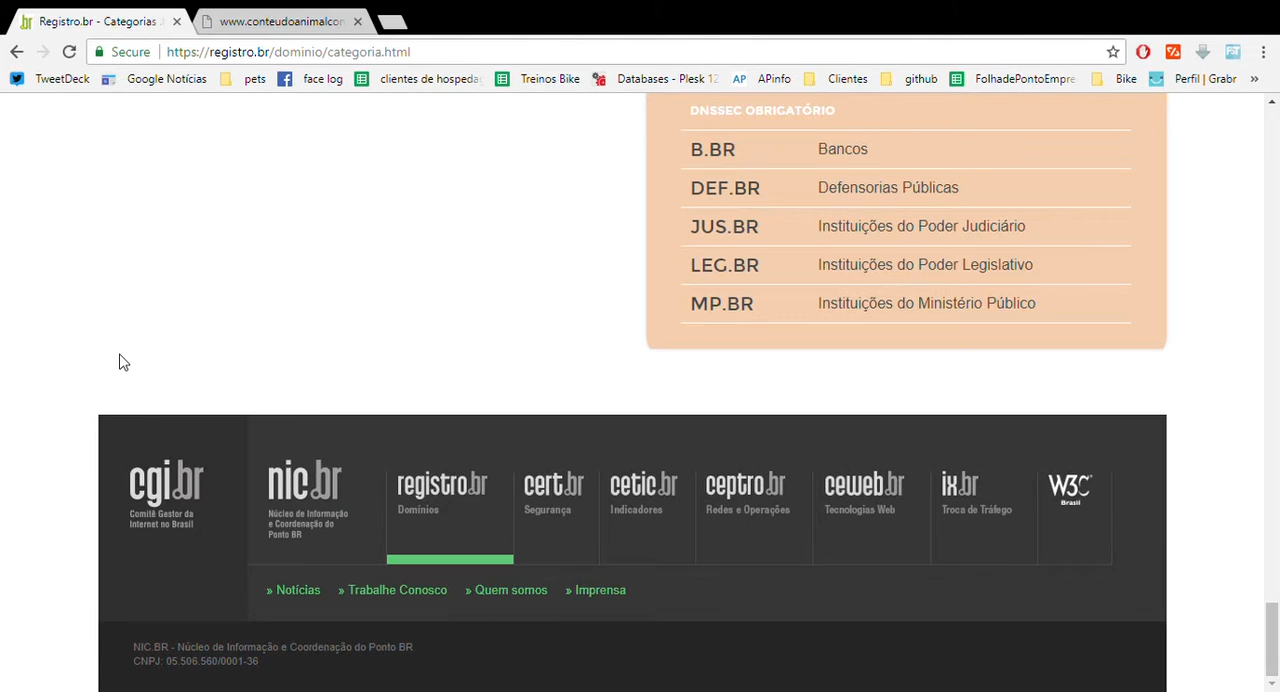 Registro.br - Categorias
www.conteudoanimalcon
Secure
https://registro.br/dominio/categoria.html
TweetDeck
Google Notícias
pets
face log
clientes de hospeda
Treinos Bike
Databases - Plesk 12
AP
APinfo
Clientes
github
FolhadePontoEmpre
Bike
Perfil | Grabr
»
DNSSEC OBRIGATÓRIO
B.BR Bancos
DEF.BR Defensorias Públicas
JUS.BR Instituições do Poder Judiciário
LEG.BR Instituições do Poder Legislativo
MP.BR Instituições do Ministério Público
cgi.br
Comitê Gestor da
Internet no Brasil
nic.br
Núcleo de Informação
e Coordenação do
Ponto BR
registro.br
Domínios
cert.br
Segurança
cetic.br
Indicadores
ceptro.br
Redes e Operações
ceweb.br
Tecnologias Web
ix.br
Troca de Tráfego
W3C
Brasil
» Notícias » Trabalhe Conosco » Quem somos » Imprensa
NIC.BR - Núcleo de Informação e Coordenação do Ponto BR
CNPJ: 05.506.560/0001-36